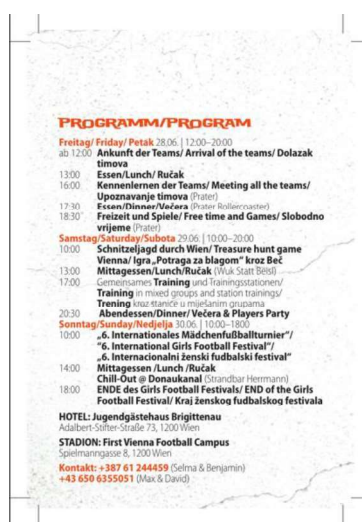 PROGRAMM/PROGRAM
Freitag/ Friday/ Petak 28.06. | 12:00–20:00
ab 12:00 Ankunft der Teams/ Arrival of the teams/ Dolazak
timova
13:00 Essen/Lunch/ Ručak
16:00 Kennenlernen der Teams/ Meeting all the teams/
Upoznavanje timova (Prater)
17:30 Essen/Dinner/Večera (Prater Rollercoaster)
18:30 Freizeit und Spiele/ Free time and Games/ Slobodno
vrijeme (Prater)
Samstag/Saturday/Subota 29.06. | 10:00–20:00
10:00 Schnitzeljagd durch Wien/ Treasure hunt game
Vienna/ Igra „Potraga za blagom“ kroz Beč
13:00 Mittagessen/Lunch/Ručak (Wuk Statt Beisl)
17:00 Gemeinsames Training und Trainingsstationen/
Training in mixed groups and station trainings/
Trening kroz stanice u miješanim grupama
20:30 Abendessen/Dinner/ Večera & Players Party
Sonntag/Sunday/Nedjelja 30.06. | 10:00–1800
10:00 „6. Internationales Mädchenfußballturnier“/
“6. International Girls Football Festival“/
„6. Internacionalni ženski fudbalski festival“
14:00 Mittagessen /Lunch /Ručak
Chill-Out @ Donaukanal (Strandbar Herrmann)
18:00 ENDE des Girls Football Festivals/ END of the Girls
Football Festival/ Kraj ženskog fudbalskog festivala
HOTEL: Jugendgästehaus Brigittenau
Adalbert-Stifter-Straße 73, 1200 Wien
STADION: First Vienna Football Campus
Spielmanngasse 8, 1200 Wien
Kontakt: +387 61 244459 (Selma & Benjamin)
+43 650 6355051 (Max & David)